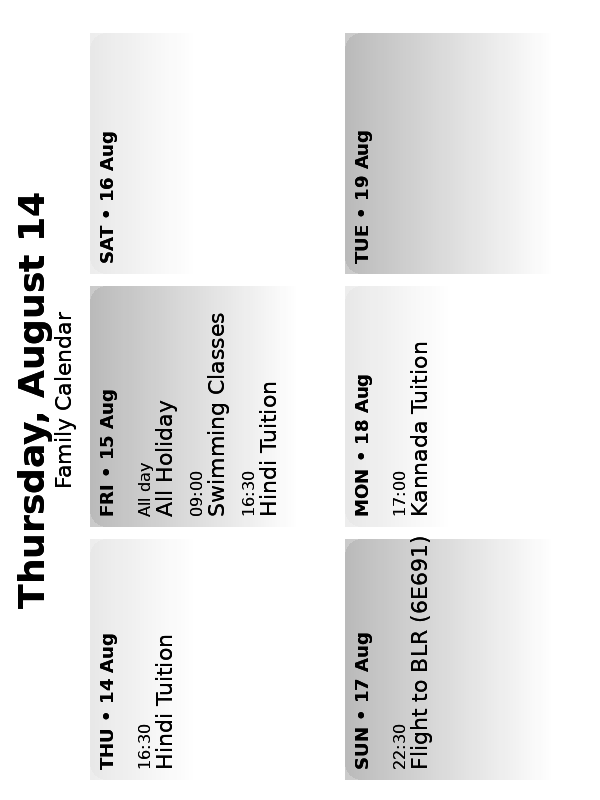 Thursday, August 14
Family Calendar
THU • 14 Aug
16:30
Hindi Tuition
FRI • 15 Aug
All day
All Holiday
09:00
Swimming Classes
16:30
Hindi Tuition
SAT • 16 Aug
SUN • 17 Aug
22:30
Flight to BLR (6E691)
MON • 18 Aug
17:00
Kannada Tuition
TUE • 19 Aug